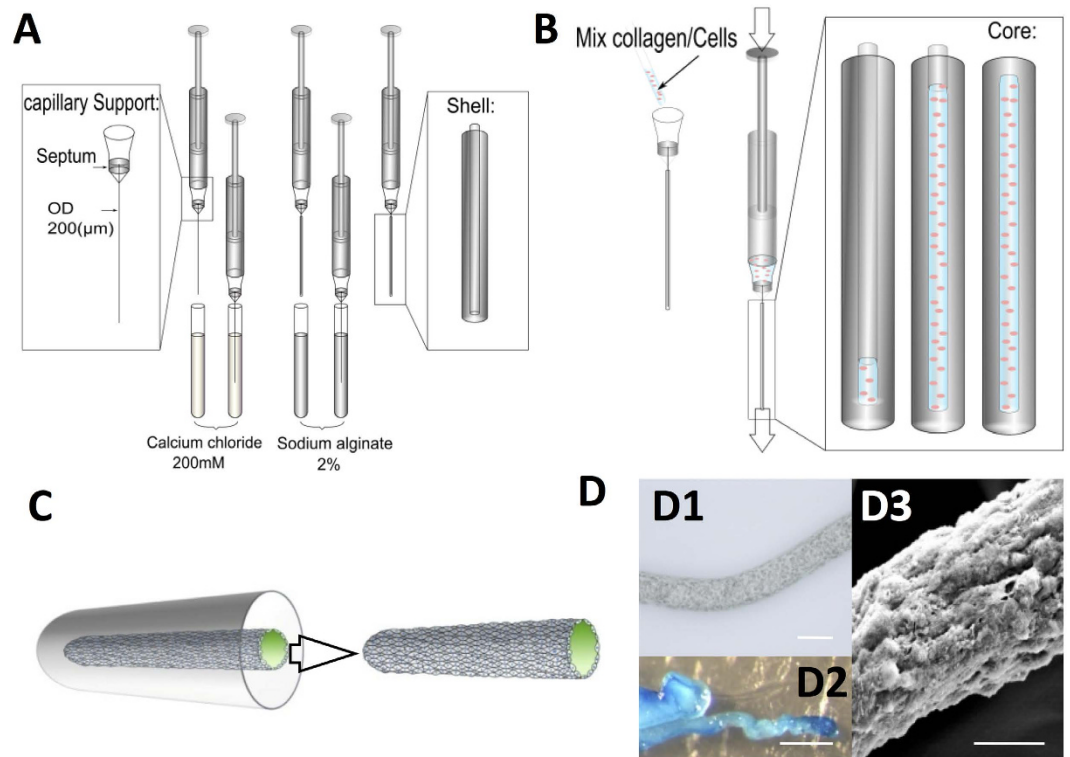 A
capillary Support:
Septum
OD
200(µm)
Shell:
Calcium chloride
200mM
Sodium alginate
2%
B
Mix collagen/Cells
Core:
C
D
D1
D2
D3